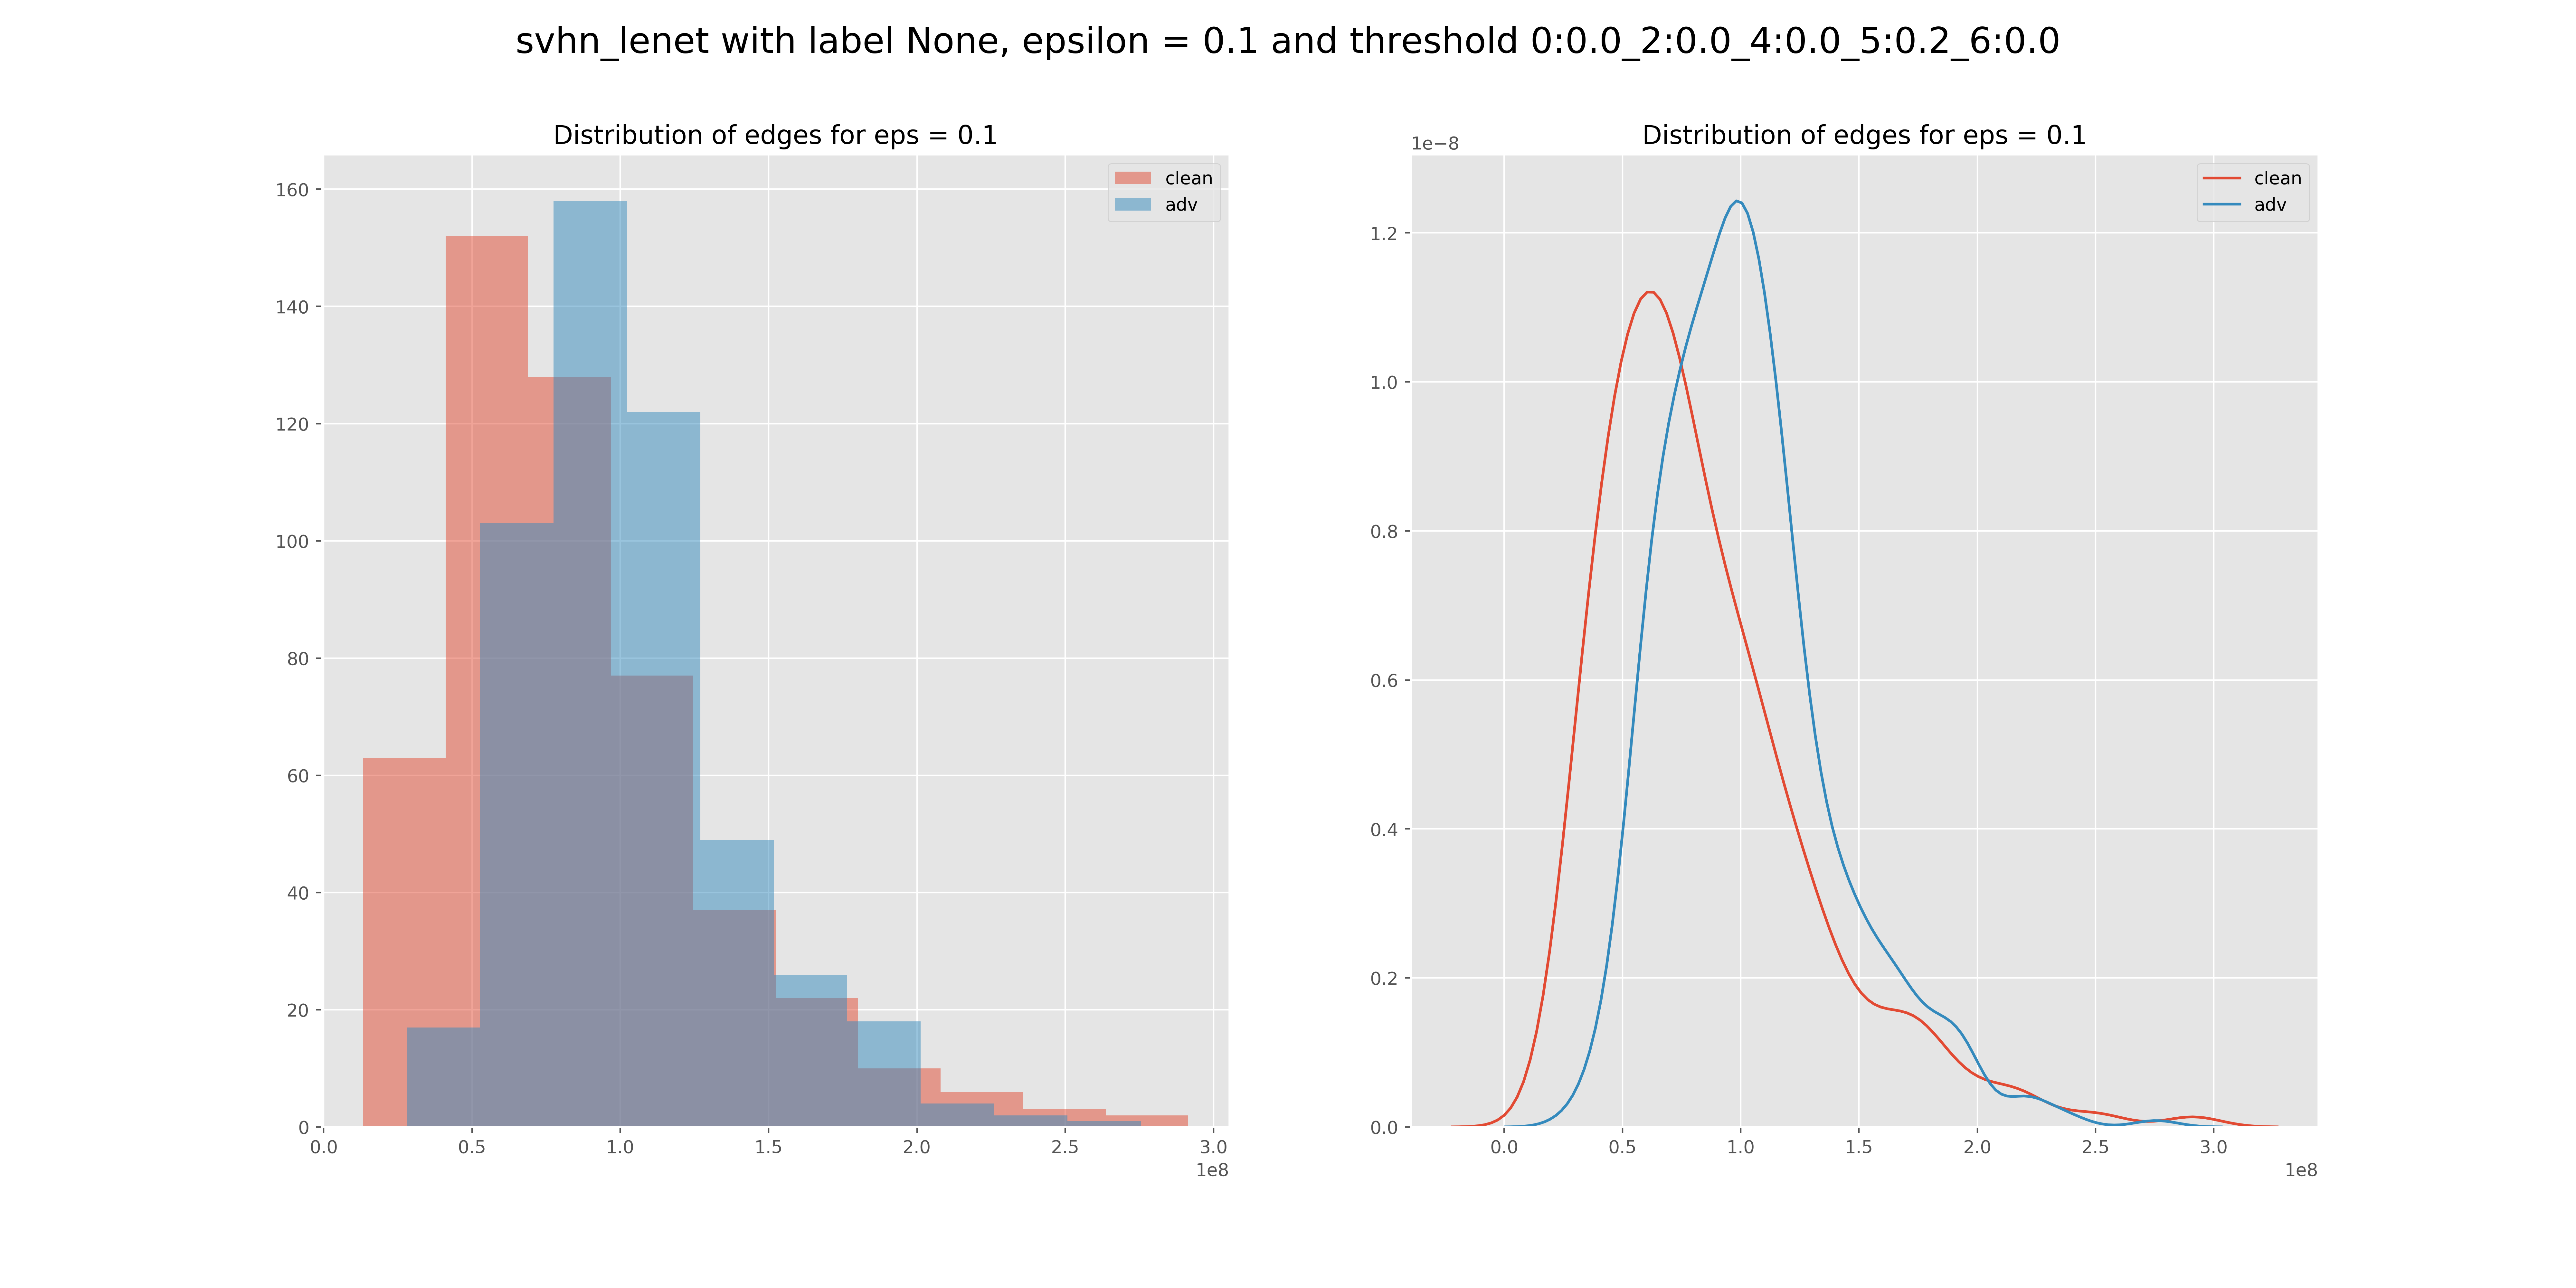 svhn_lenet with label None, epsilon = 0.1 and threshold 0:0.0_2:0.0_4:0.0_5:0.2_6:0.0
Distribution of edges for eps = 0.1
clean
adv
160
140
120
100
80
60
40
20
0
0.0 0.5 1.0 1.5 2.0 2.5 3.0
1e8
Distribution of edges for eps = 0.1
1e−8
clean
adv
1.2
1.0
0.8
0.6
0.4
0.2
0.0
0.0 0.5 1.0 1.5 2.0 2.5 3.0
1e8